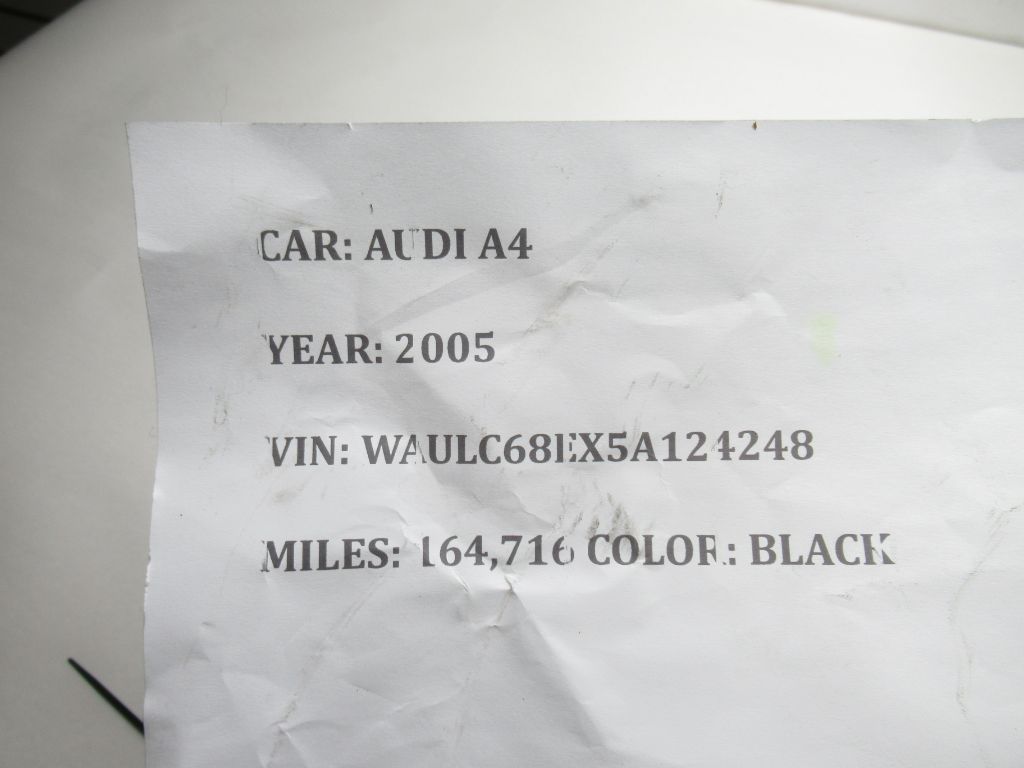 CAR: AUDI A4
YEAR: 2005
VIN: WAULC68EX5A124248
MILES: 164,716 COLOR: BLACK